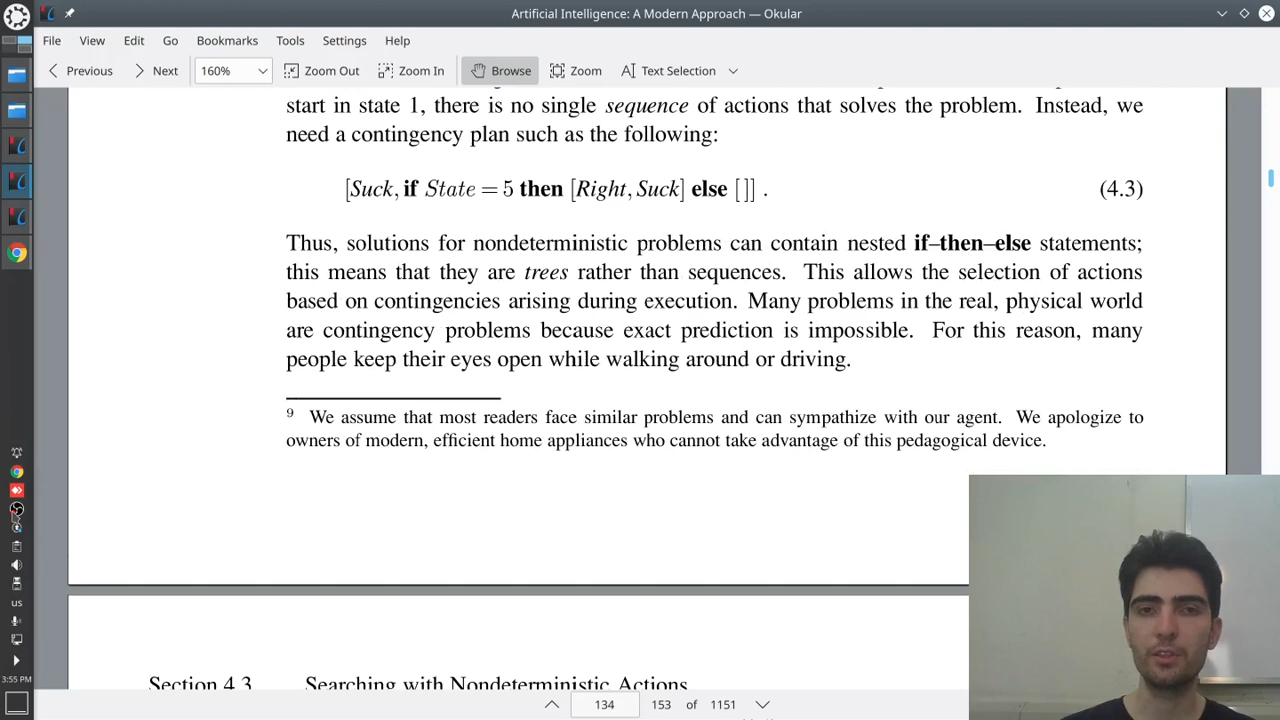 Artificial Intelligence: A Modern Approach — Okular
File View Edit Go Bookmarks Tools Settings Help
Previous Next 160% Zoom Out Zoom In Browse Zoom Text Selection
start in state 1, there is no single sequence of actions that solves the problem. Instead, we
need a contingency plan such as the following:
[Suck, if State = 5 then [Right, Suck] else [ ]] . (4.3)
Thus, solutions for nondeterministic problems can contain nested if–then–else statements;
this means that they are trees rather than sequences. This allows the selection of actions
based on contingencies arising during execution. Many problems in the real, physical world
are contingency problems because exact prediction is impossible. For this reason, many
people keep their eyes open while walking around or driving.
9 We assume that most readers face similar problems and can sympathize with our agent. We apologize to
owners of modern, efficient home appliances who cannot take advantage of this pedagogical device.
Section 4.3 Searching with Nondeterministic Actions
134 153 of 1151
us
3:55 PM